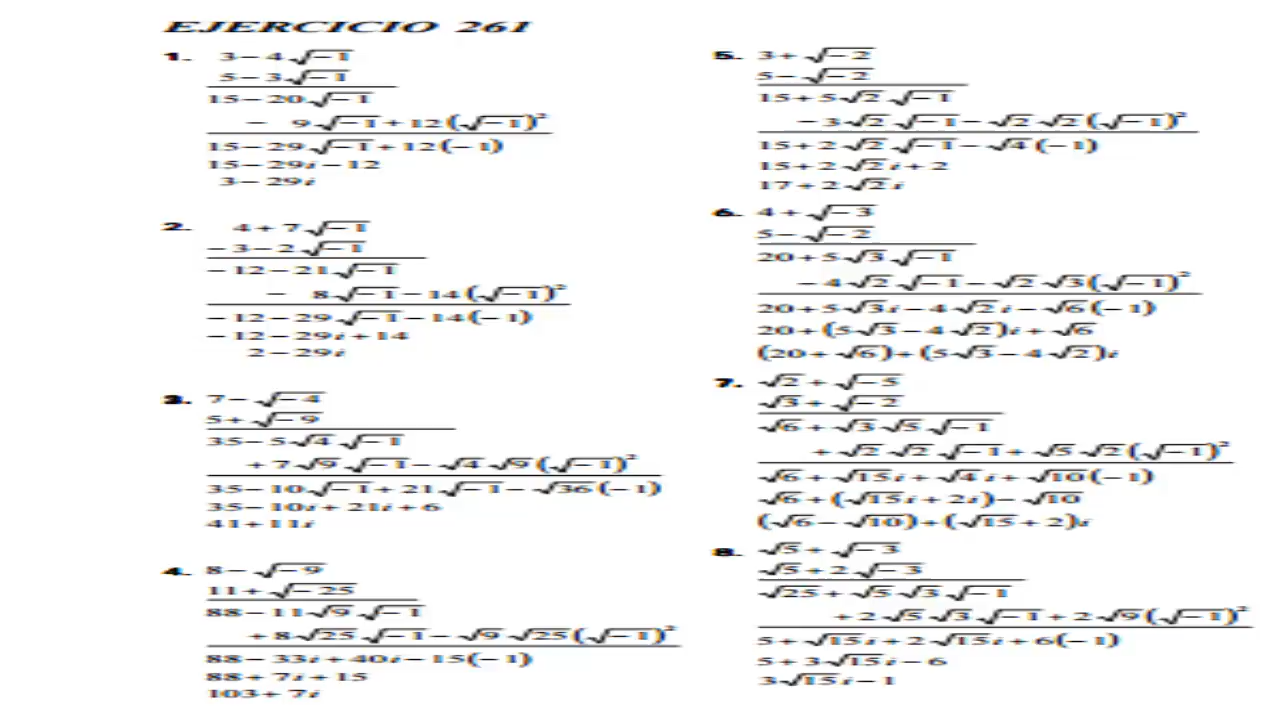 EJERCICIO 261
1. 3 − 4√−1
5 − 3√−1
15 − 20√−1
− 9√−1 + 12(√−1)²
15 − 29√−1 + 12(−1)
15 − 29i − 12
3 − 29i
2. 4 + 7√−1
− 3 − 2√−1
− 12 − 21√−1
− 8√−1 − 14(√−1)²
− 12 − 29√−1 − 14(−1)
− 12 − 29i + 14
2 − 29i
3. 7 − √−4
5 + √−9
35 − 5√4 √−1
+ 7√9 √−1 − √4 √9(√−1)²
35 − 10√−1 + 21√−1 − √36(−1)
35 − 10i + 21i + 6
41 + 11i
4. 8 − √−9
11 + √−25
88 − 11√9 √−1
+ 8√25 √−1 − √9 √25(√−1)²
88 − 33i + 40i − 15(−1)
88 + 7i + 15
103 + 7i
5. 3 + √−2
5 − √−2
15 + 5√2 √−1
− 3√2 √−1 − √2 √2(√−1)²
15 + 2√2 √−1 − √4(−1)
15 + 2√2i + 2
17 + 2√2i
6. 4 + √−3
5 − √−2
20 + 5√3 √−1
− 4√2 √−1 − √2 √3(√−1)²
20 + 5√3i − 4√2i − √6(−1)
20 + (5√3 − 4√2)i + √6
(20 + √6) + (5√3 − 4√2)i
7. √2 + √−5
√3 + √−2
√6 + √3 √5 √−1
+ √2 √2 √−1 + √5 √2(√−1)²
√6 + √15i + √4i + √10(−1)
√6 + (√15i + 2i) − √10
(√6 − √10) + (√15 + 2)i
8. √5 + √−3
√5 + 2√−3
√25 + √5 √3 √−1
+ 2√5 √3 √−1 + 2√9(√−1)²
5 + √15i + 2√15i + 6(−1)
5 + 3√15i − 6
3√15i − 1